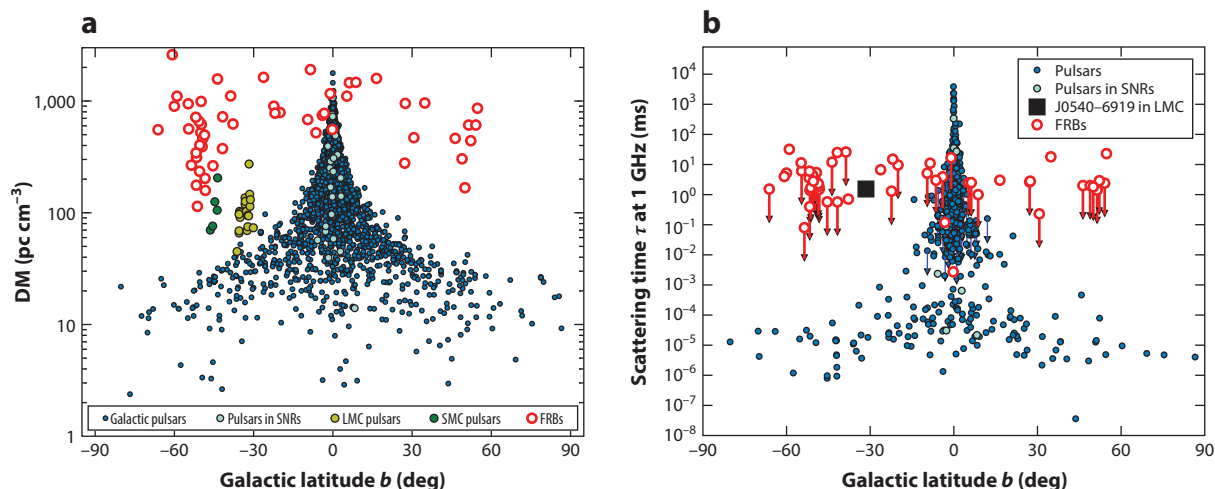 a
DM (pc cm⁻³)
1,000
100
10
1
Galactic pulsars Pulsars in SNRs LMC pulsars SMC pulsars FRBs
−90 −60 −30 0 30 60 90
Galactic latitude b (deg)
b
Scattering time τ at 1 GHz (ms)
10⁴
10³
10²
10¹
10⁰
10⁻¹
10⁻²
10⁻³
10⁻⁴
10⁻⁵
10⁻⁶
10⁻⁷
10⁻⁸
Pulsars
Pulsars in SNRs
J0540–6919 in LMC
FRBs
−90 −60 −30 0 30 60 90
Galactic latitude b (deg)